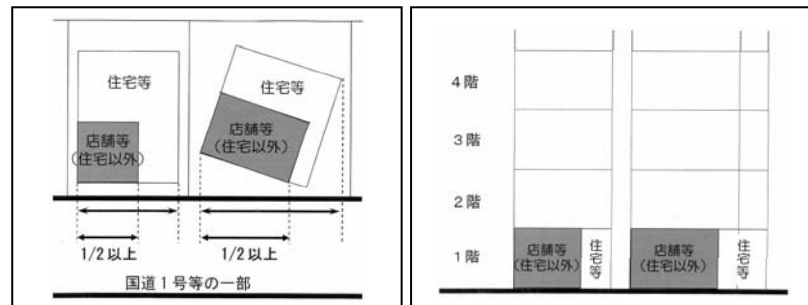 住宅等
店舗等
(住宅以外)
住宅等
店舗等
(住宅以外)
1/2以上
1/2以上
国道1号等の一部
4階
3階
2階
1階
店舗等
(住宅以外)
住宅等
店舗等
(住宅以外)
住宅等